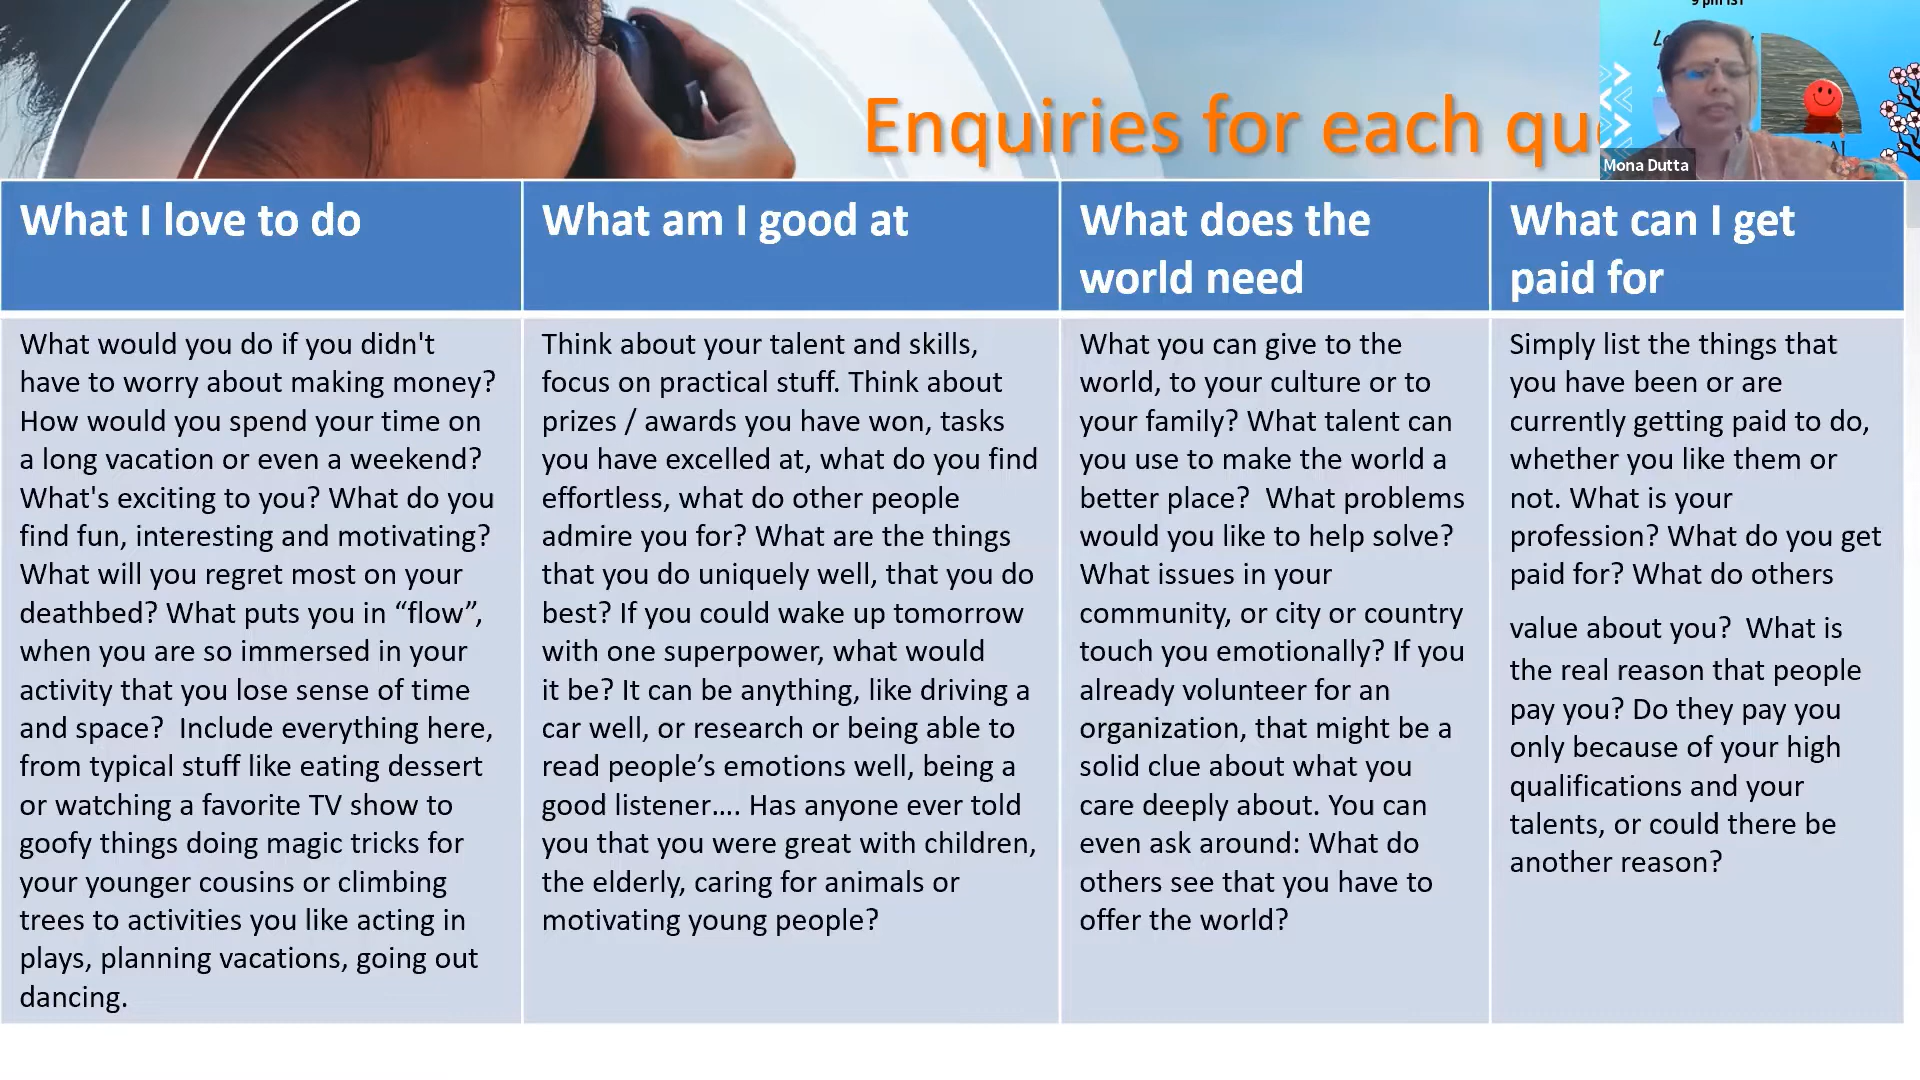 9 pm IST
Enquiries for each qu
Mona Dutta
What I love to do
What would you do if you didn't
have to worry about making money?
How would you spend your time on
a long vacation or even a weekend?
What's exciting to you? What do you
find fun, interesting and motivating?
What will you regret most on your
deathbed? What puts you in “flow”,
when you are so immersed in your
activity that you lose sense of time
and space?  Include everything here,
from typical stuff like eating dessert
or watching a favorite TV show to
goofy things doing magic tricks for
your younger cousins or climbing
trees to activities you like acting in
plays, planning vacations, going out
dancing.
What am I good at
Think about your talent and skills,
focus on practical stuff. Think about
prizes / awards you have won, tasks
you have excelled at, what do you find
effortless, what do other people
admire you for? What are the things
that you do uniquely well, that you do
best? If you could wake up tomorrow
with one superpower, what would
it be? It can be anything, like driving a
car well, or research or being able to
read people’s emotions well, being a
good listener…. Has anyone ever told
you that you were great with children,
the elderly, caring for animals or
motivating young people?
What does the
world need
What you can give to the
world, to your culture or to
your family? What talent can
you use to make the world a
better place?  What problems
would you like to help solve?
What issues in your
community, or city or country
touch you emotionally? If you
already volunteer for an
organization, that might be a
solid clue about what you
care deeply about. You can
even ask around: What do
others see that you have to
offer the world?
What can I get
paid for
Simply list the things that
you have been or are
currently getting paid to do,
whether you like them or
not. What is your
profession? What do you get
paid for? What do others
value about you?  What is
the real reason that people
pay you? Do they pay you
only because of your high
qualifications and your
talents, or could there be
another reason?